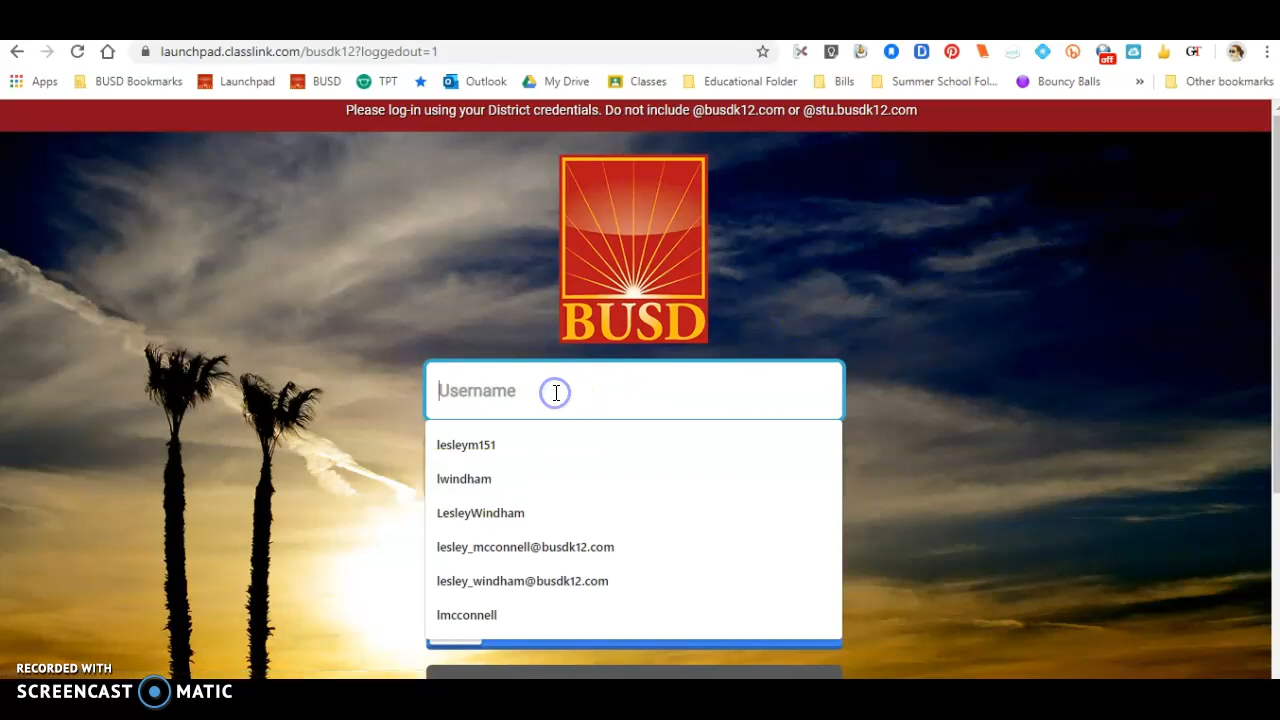 launchpad.classlink.com/busdk12?loggedout=1
off
GT
Apps BUSD Bookmarks Launchpad BUSD TPT Outlook My Drive Classes Educational Folder Bills Summer School Fol... Bouncy Balls » Other bookmarks
Please log-in using your District credentials. Do not include @busdk12.com or @stu.busdk12.com
BUSD
Username
lesleym151
lwindham
LesleyWindham
lesley_mcconnell@busdk12.com
lesley_windham@busdk12.com
lmcconnell
RECORDED WITH
SCREENCAST MATIC